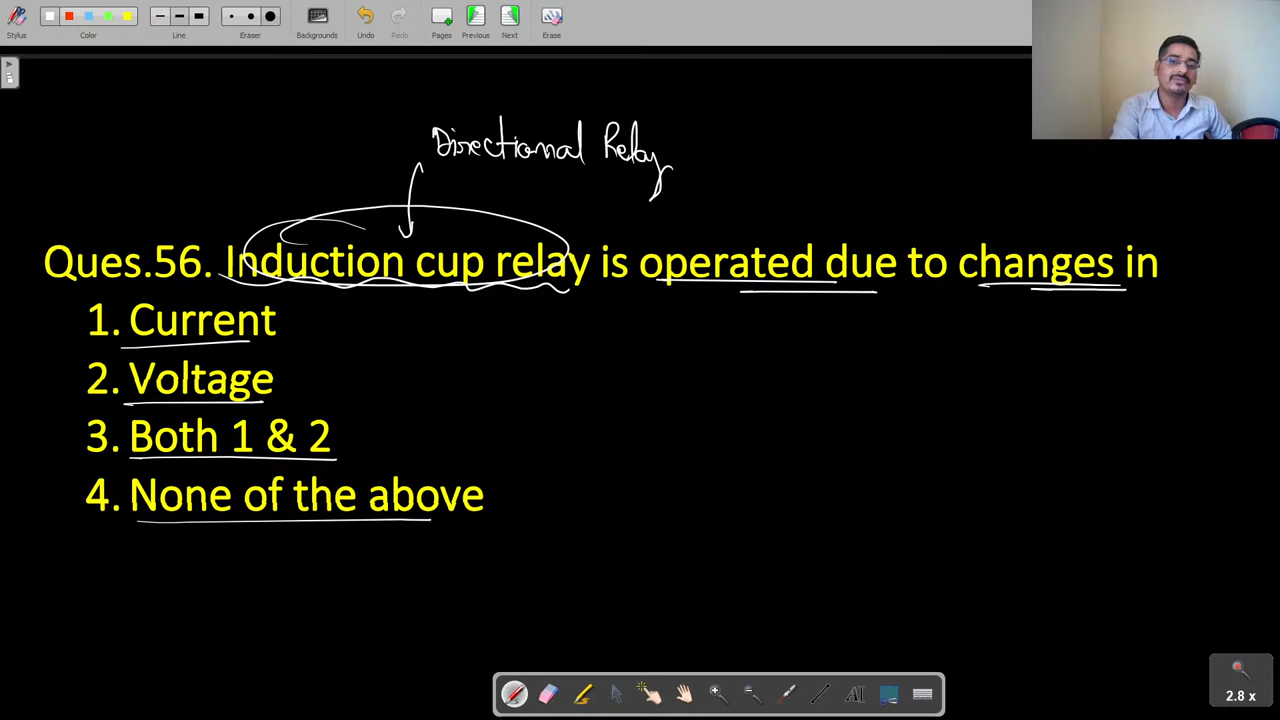 Stylus Color Line Eraser Backgrounds Undo Redo Pages Previous Next Erase
Directional Relay
Ques.56. Induction cup relay is operated due to changes in
1. Current
2. Voltage
3. Both 1 & 2
4. None of the above
AI
2.8 x